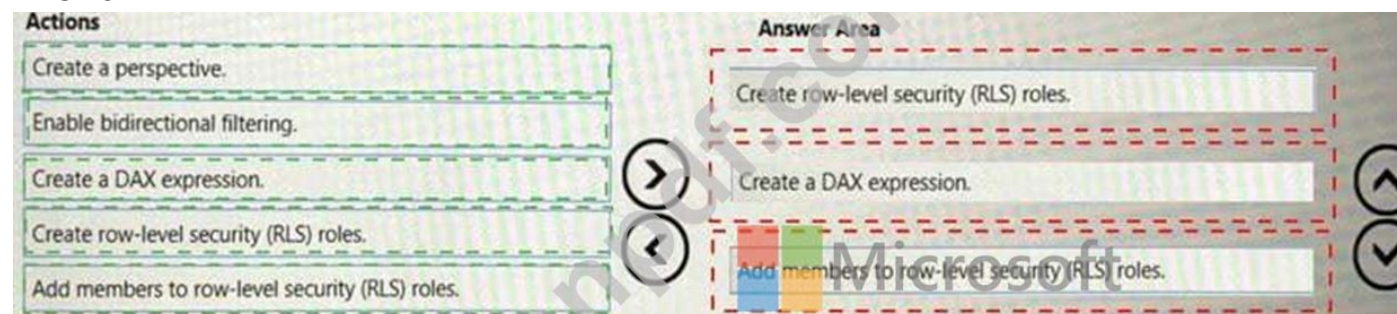 Actions
Create a perspective.
Enable bidirectional filtering.
Create a DAX expression.
Create row-level security (RLS) roles.
Add members to row-level security (RLS) roles.
Answer Area
Create row-level security (RLS) roles.
Create a DAX expression.
Add members to row-level security (RLS) roles.
Microsoft